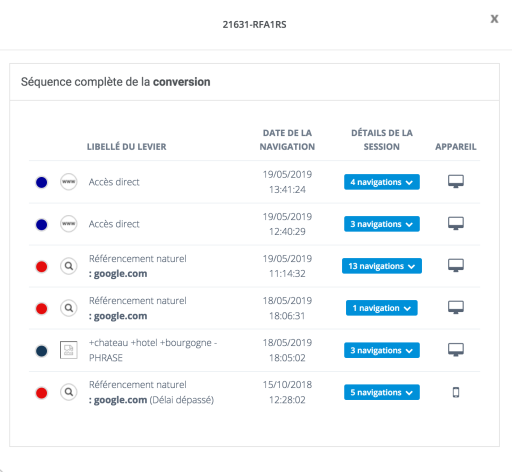 21631-RFA1RS
x
Séquence complète de la conversion
LIBELLÉ DU LEVIER
DATE DE LA
NAVIGATION
DÉTAILS DE LA
SESSION
APPAREIL
www
Accès direct
19/05/2019
13:41:24
4 navigations
www
Accès direct
19/05/2019
12:40:29
3 navigations
Référencement naturel
: google.com
19/05/2019
11:14:32
13 navigations
Référencement naturel
: google.com
18/05/2019
18:06:31
1 navigation
+chateau +hotel +bourgogne -
PHRASE
18/05/2019
18:05:02
3 navigations
Référencement naturel
: google.com (Délai dépassé)
15/10/2018
12:28:02
5 navigations